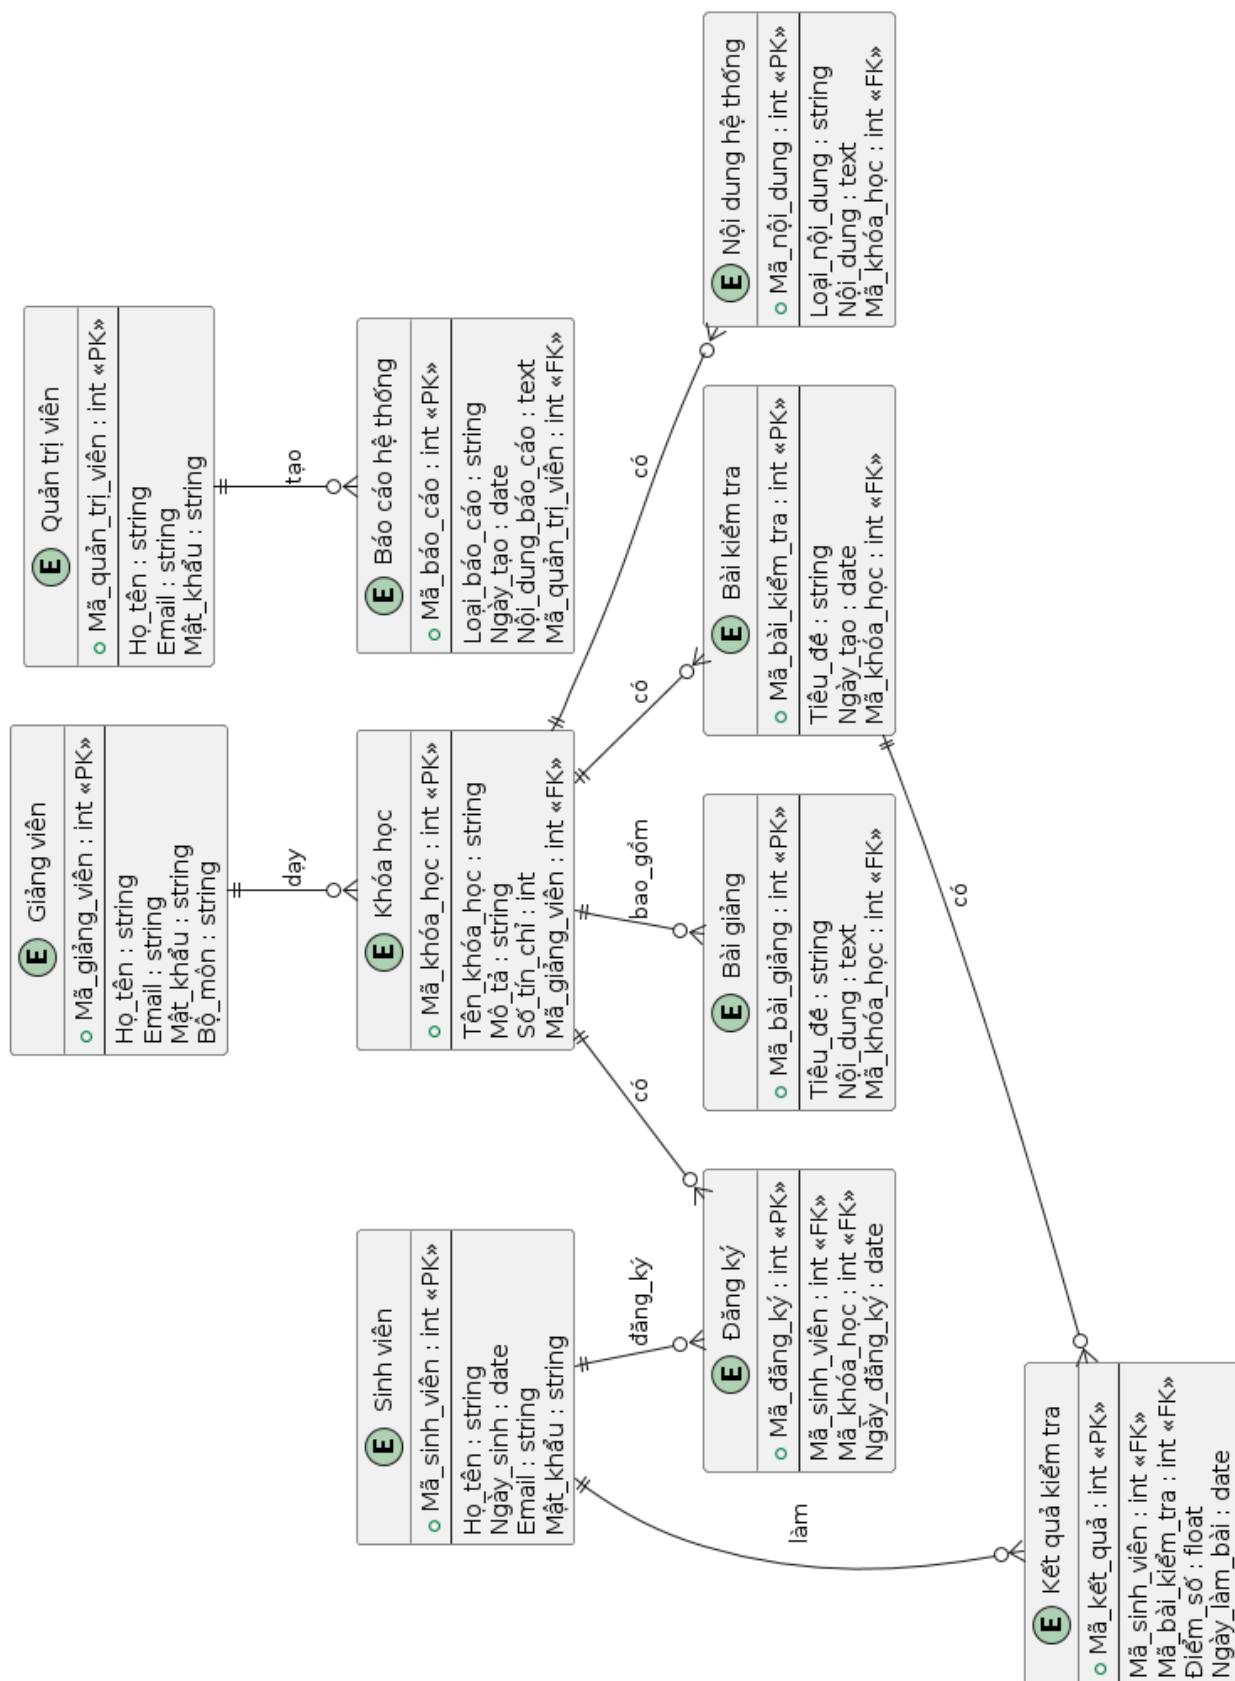 E Giảng viên
Mã_giảng_viên : int «PK»
Họ_tên : string
Email : string
Mật_khẩu : string
Bộ_môn : string
E Quản trị viên
Mã_quản_trị_viên : int «PK»
Họ_tên : string
Email : string
Mật_khẩu : string
dạy
tạo
E Sinh viên
Mã_sinh_viên : int «PK»
Họ_tên : string
Ngày_sinh : date
Email : string
Mật_khẩu : string
E Khóa học
Mã_khóa_học : int «PK»
Tên_khóa_học : string
Mô_tả : string
Số_tín_chỉ : int
Mã_giảng_viên : int «FK»
E Báo cáo hệ thống
Mã_báo_cáo : int «PK»
Loại_báo_cáo : string
Ngày_tạo : date
Nội_dung_báo_cáo : text
Mã_quản_trị_viên : int «FK»
làm
đăng_ký
có
bao_gồm
có
có
E Đăng ký
Mã_đăng_ký : int «PK»
Mã_sinh_viên : int «FK»
Mã_khóa_học : int «FK»
Ngày_đăng_ký : date
E Bài giảng
Mã_bài_giảng : int «PK»
Tiêu_đề : string
Nội_dung : text
Mã_khóa_học : int «FK»
E Bài kiểm tra
Mã_bài_kiểm_tra : int «PK»
Tiêu_đề : string
Ngày_tạo : date
Mã_khóa_học : int «FK»
E Nội dung hệ thống
Mã_nội_dung : int «PK»
Loại_nội_dung : string
Nội_dung : text
Mã_khóa_học : int «FK»
có
E Kết quả kiểm tra
Mã_kết_quả : int «PK»
Mã_sinh_viên : int «FK»
Mã_bài_kiểm_tra : int «FK»
Điểm_số : float
Ngày_làm_bài : date